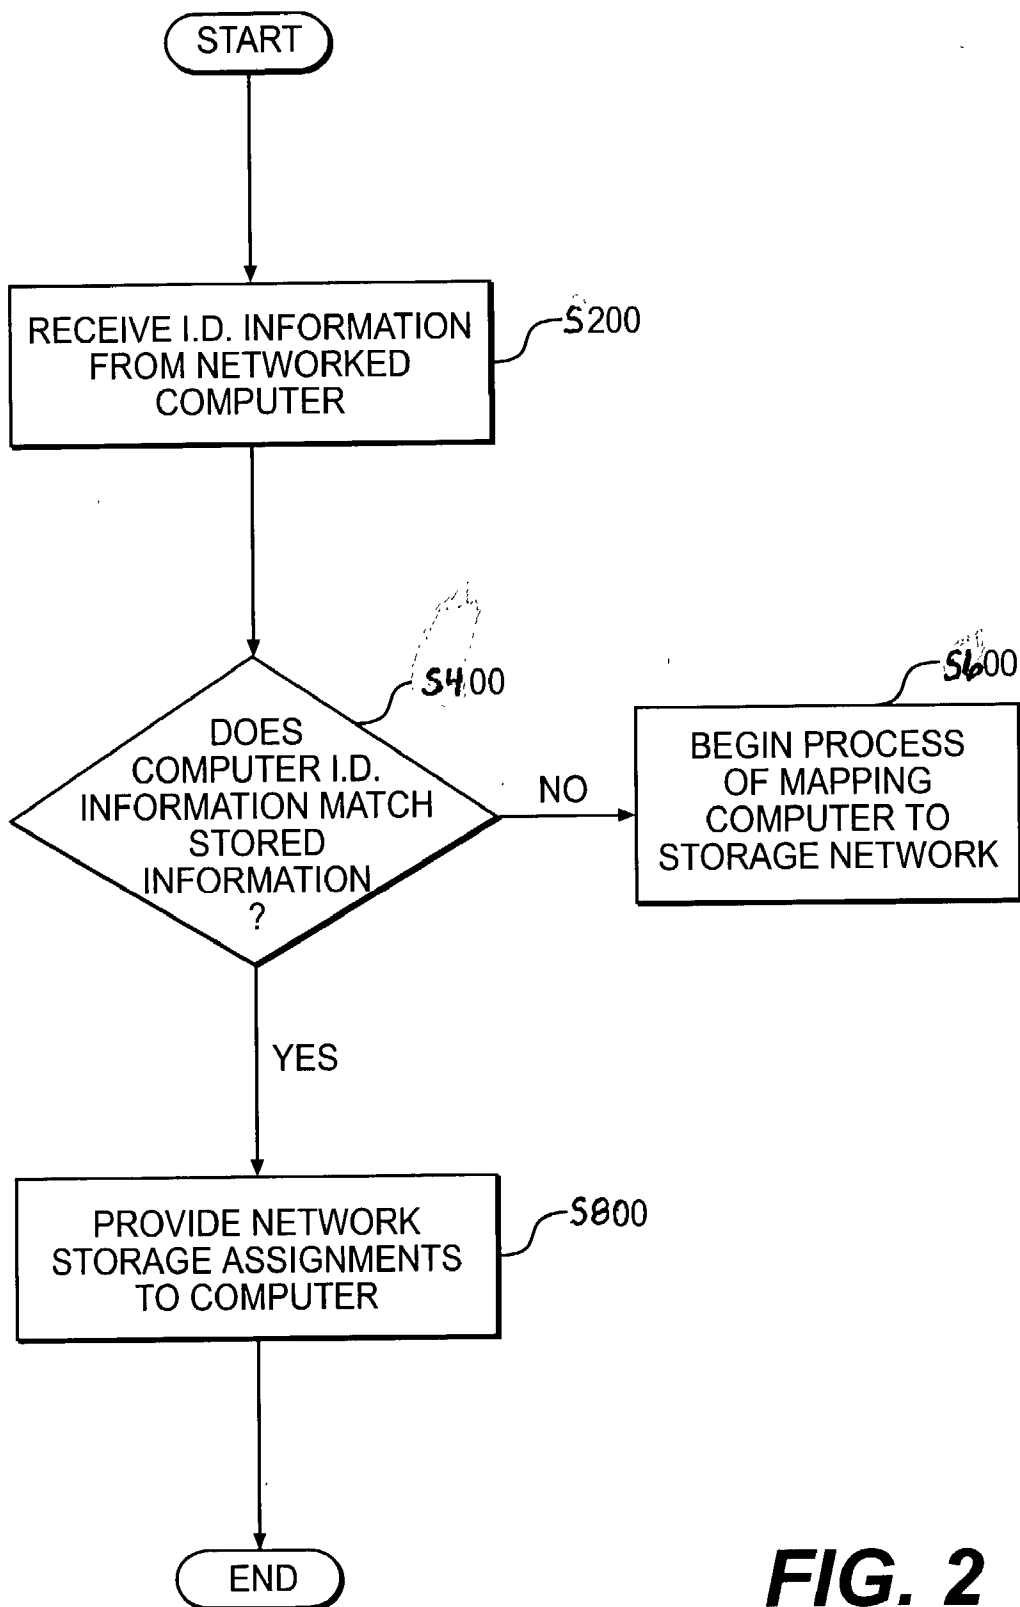 START
RECEIVE I.D. INFORMATION
FROM NETWORKED
COMPUTER
S200
S400
DOES
COMPUTER I.D.
INFORMATION MATCH
STORED
INFORMATION
?
NO
S600
BEGIN PROCESS
OF MAPPING
COMPUTER TO
STORAGE NETWORK
YES
PROVIDE NETWORK
STORAGE ASSIGNMENTS
TO COMPUTER
S800
END
FIG. 2